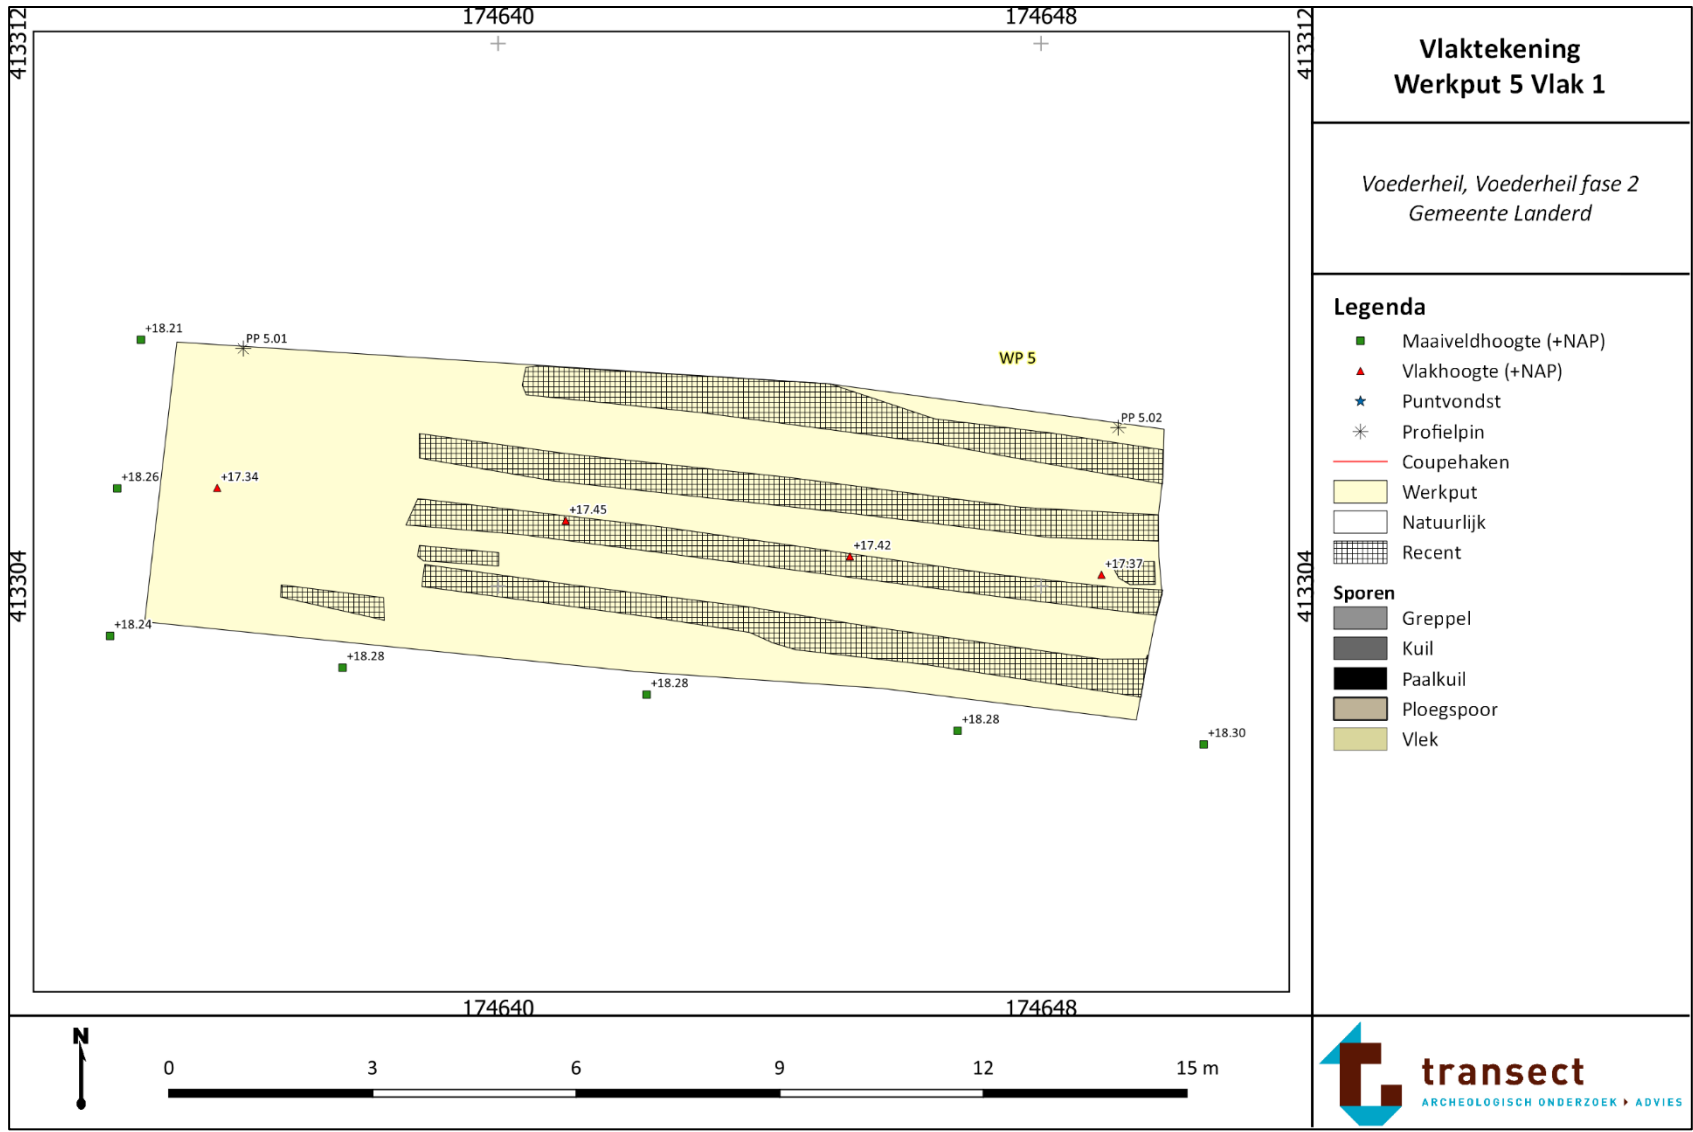 174640
174648
413312
413312
Vlaktekening
Werkput 5 Vlak 1
Voederheil, Voederheil fase 2
Gemeente Landerd
+18.21
PP 5.01
WP 5
PP 5.02
+18.26
+17.34
+17.45
+17.42
+17.37
413304
413304
+18.24
+18.28
+18.28
+18.28
+18.30
Legenda
Maaiveldhoogte (+NAP)
Vlakhoogte (+NAP)
Puntvondst
Profielpin
Coupehaken
Werkput
Natuurlijk
Recent
Sporen
Greppel
Kuil
Paalkuil
Ploegspoor
Vlek
174640
174648
N
0 3 6 9 12 15 m
transect
ARCHEOLOGISCH ONDERZOEK ▸ ADVIES